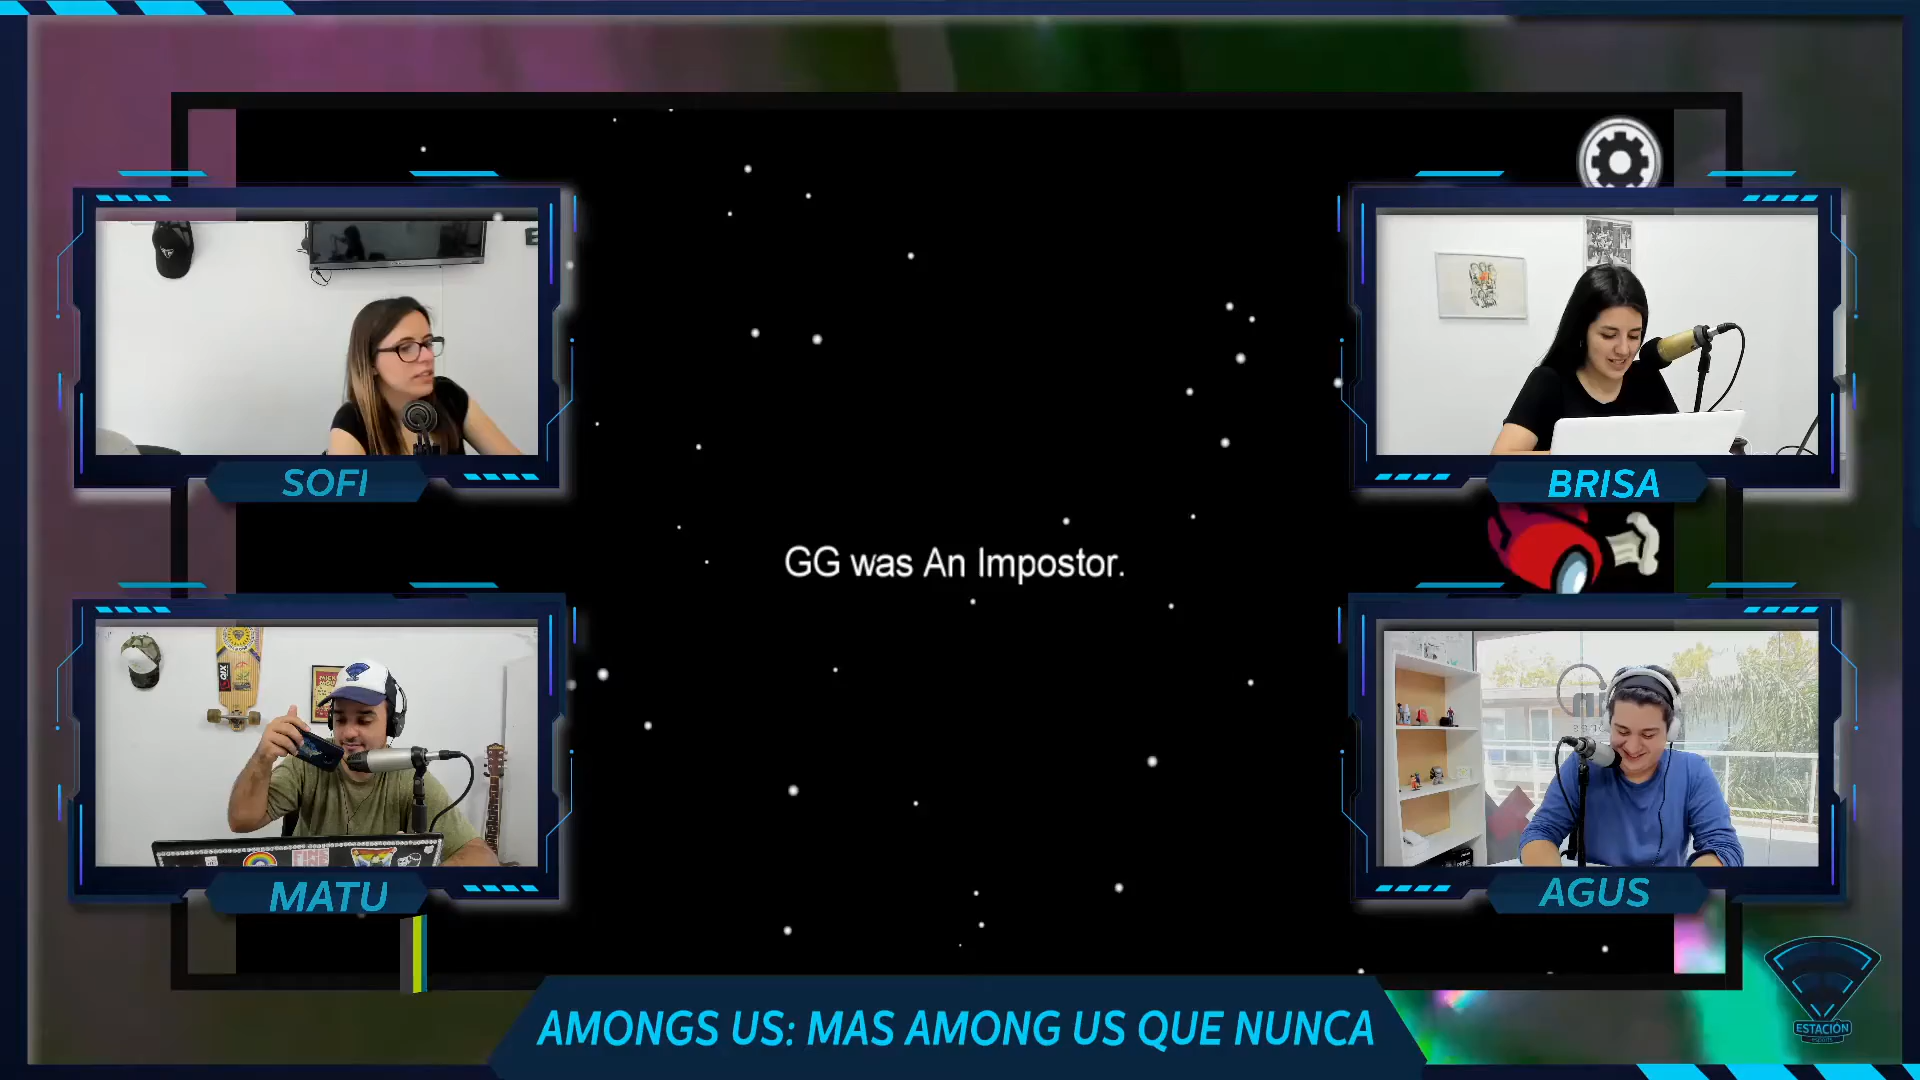 SOFI
BRISA
GG was An Impostor.
MATU
AGUS
AMONGS US: MAS AMONG US QUE NUNCA
ESTACIÓN